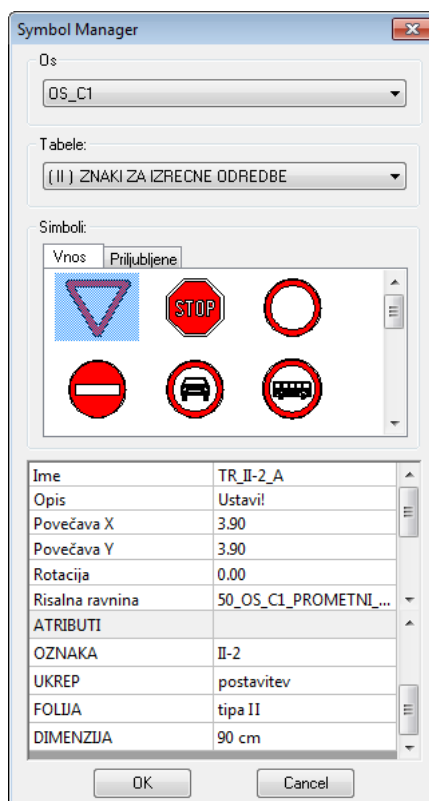 Symbol Manager
Os
OS_C1
Tabele:
( II ) ZNAKI ZA IZRECNE ODREDBE
Simboli:
Vnos Priljubljene
STOP
Ime TR_II-2_A
Opis Ustavi!
Povečava X 3.90
Povečava Y 3.90
Rotacija 0.00
Risalna ravnina 50_OS_C1_PROMETNI_...
ATRIBUTI
OZNAKA II-2
UKREP postavitev
FOLIJA tipa II
DIMENZIJA 90 cm
OK Cancel